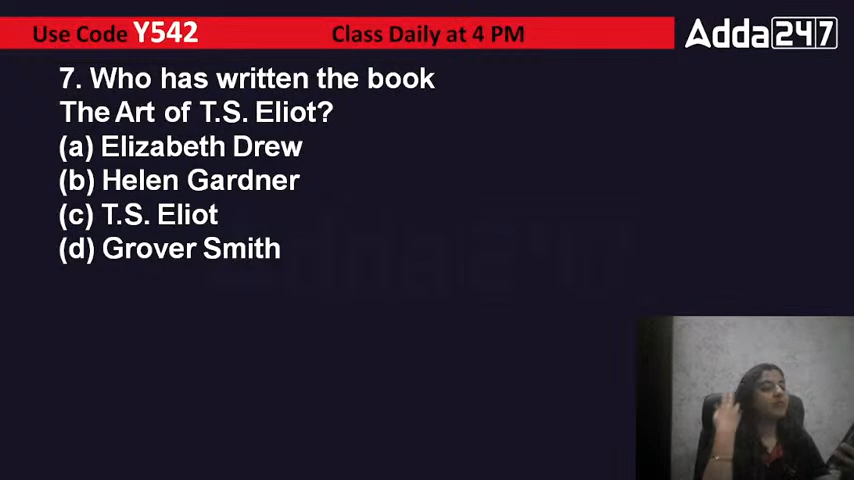 Use Code Y542 Class Daily at 4 PM Adda247
7. Who has written the book
The Art of T.S. Eliot?
(a) Elizabeth Drew
(b) Helen Gardner
(c) T.S. Eliot
(d) Grover Smith